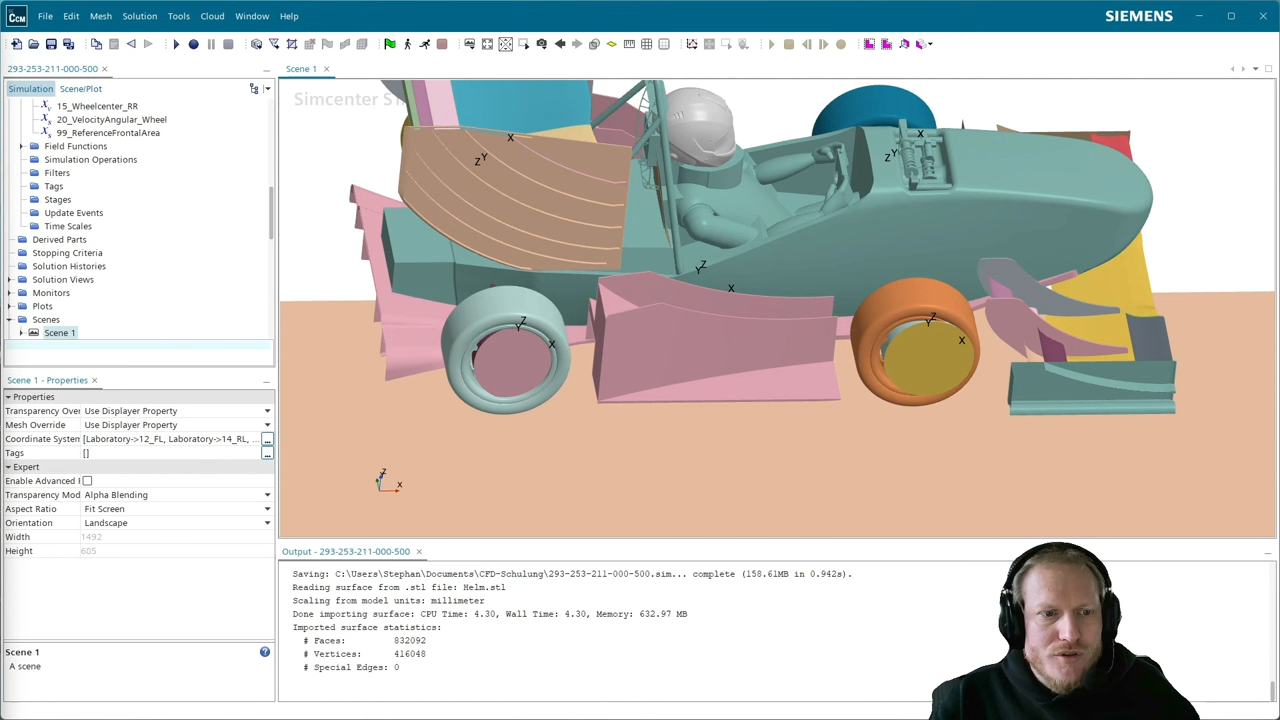 CCM
File Edit Mesh Solution Tools Cloud Window Help
SIEMENS
293-253-211-000-500
Scene 1
Simulation Scene/Plot
15_Wheelcenter_RR
20_VelocityAngular_Wheel
99_ReferenceFrontalArea
Field Functions
Simulation Operations
Filters
Tags
Stages
Update Events
Time Scales
Derived Parts
Stopping Criteria
Solution Histories
Solution Views
Monitors
Plots
Scenes
Scene 1
Simcenter
X
Z Y
X
Z Y
Z
Y
X
Z
Y
X
Z
Y
X
Z
X
Scene 1 - Properties
Properties
Transparency Over Use Displayer Property
Mesh Override Use Displayer Property
Coordinate System [Laboratory->12_FL, Laboratory->14_RL, ...
Tags []
Expert
Enable Advanced
Transparency Mod Alpha Blending
Aspect Ratio Fit Screen
Orientation Landscape
Width 1492
Height 605
Scene 1
A scene
Output - 293-253-211-000-500
Saving: C:\Users\Stephan\Documents\CFD-Schulung\293-253-211-000-500.sim... complete (158.61MB in 0.942s).
Reading surface from .stl file: Helm.stl
Scaling from model units: millimeter
Done importing surface: CPU Time: 4.30, Wall Time: 4.30, Memory: 632.97 MB
Imported surface statistics:
# Faces: 832092
# Vertices: 416048
# Special Edges: 0